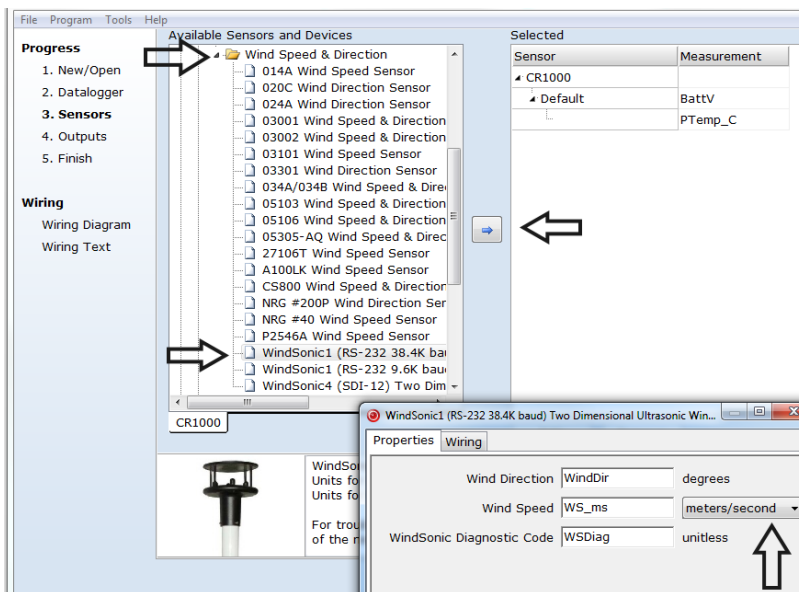 File Program Tools Help
Progress
1. New/Open
2. Datalogger
3. Sensors
4. Outputs
5. Finish
Wiring
Wiring Diagram
Wiring Text
Available Sensors and Devices
Wind Speed & Direction
014A Wind Speed Sensor
020C Wind Direction Sensor
024A Wind Direction Sensor
03001 Wind Speed & Direction
03002 Wind Speed & Direction
03101 Wind Speed Sensor
03301 Wind Direction Sensor
034A/034B Wind Speed & Dire
05103 Wind Speed & Direction
05106 Wind Speed & Direction
05305-AQ Wind Speed & Direc
27106T Wind Speed Sensor
A100LK Wind Speed Sensor
CS800 Wind Speed & Direction
NRG #200P Wind Direction Ser
NRG #40 Wind Speed Sensor
P2546A Wind Speed Sensor
WindSonic1 (RS-232 38.4K bau
WindSonic1 (RS-232 9.6K bau
WindSonic4 (SDI-12) Two Dim
CR1000
WindSo
Units fo
Units fo
For trou
of the
Selected
Sensor Measurement
CR1000
Default BattV
PTemp_C
WindSonic1 (RS-232 38.4K baud) Two Dimensional Ultrasonic Win...
Properties Wiring
Wind Direction WindDir degrees
Wind Speed WS_ms meters/second
WindSonic Diagnostic Code WSDiag unitless